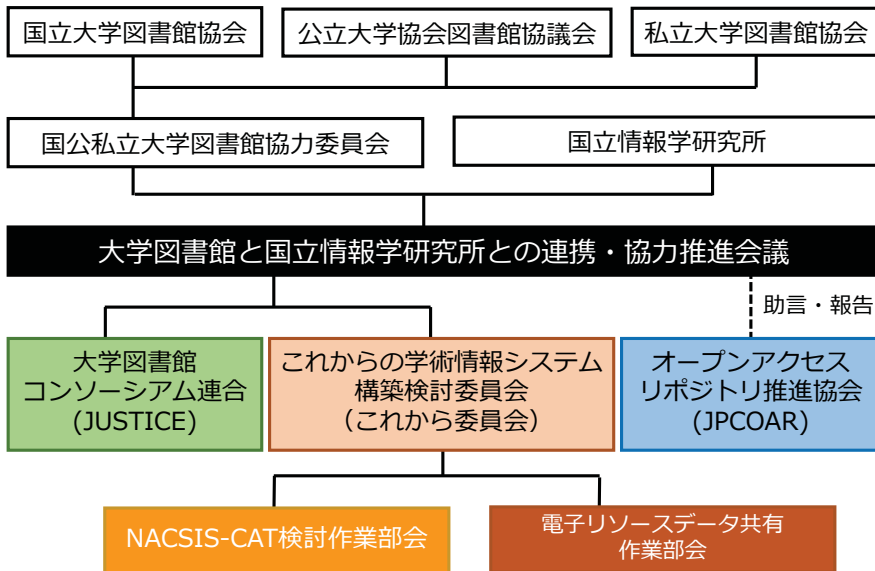 国立大学図書館協会
公立大学協会図書館協議会
私立大学図書館協会
国公私立大学図書館協力委員会
国立情報学研究所
大学図書館と国立情報学研究所との連携・協力推進会議
助言・報告
大学図書館
コンソーシアム連合
(JUSTICE)
これからの学術情報システム
構築検討委員会
（これから委員会）
オープンアクセス
リポジトリ推進協会
(JPCOAR)
NACSIS-CAT検討作業部会
電子リソースデータ共有
作業部会